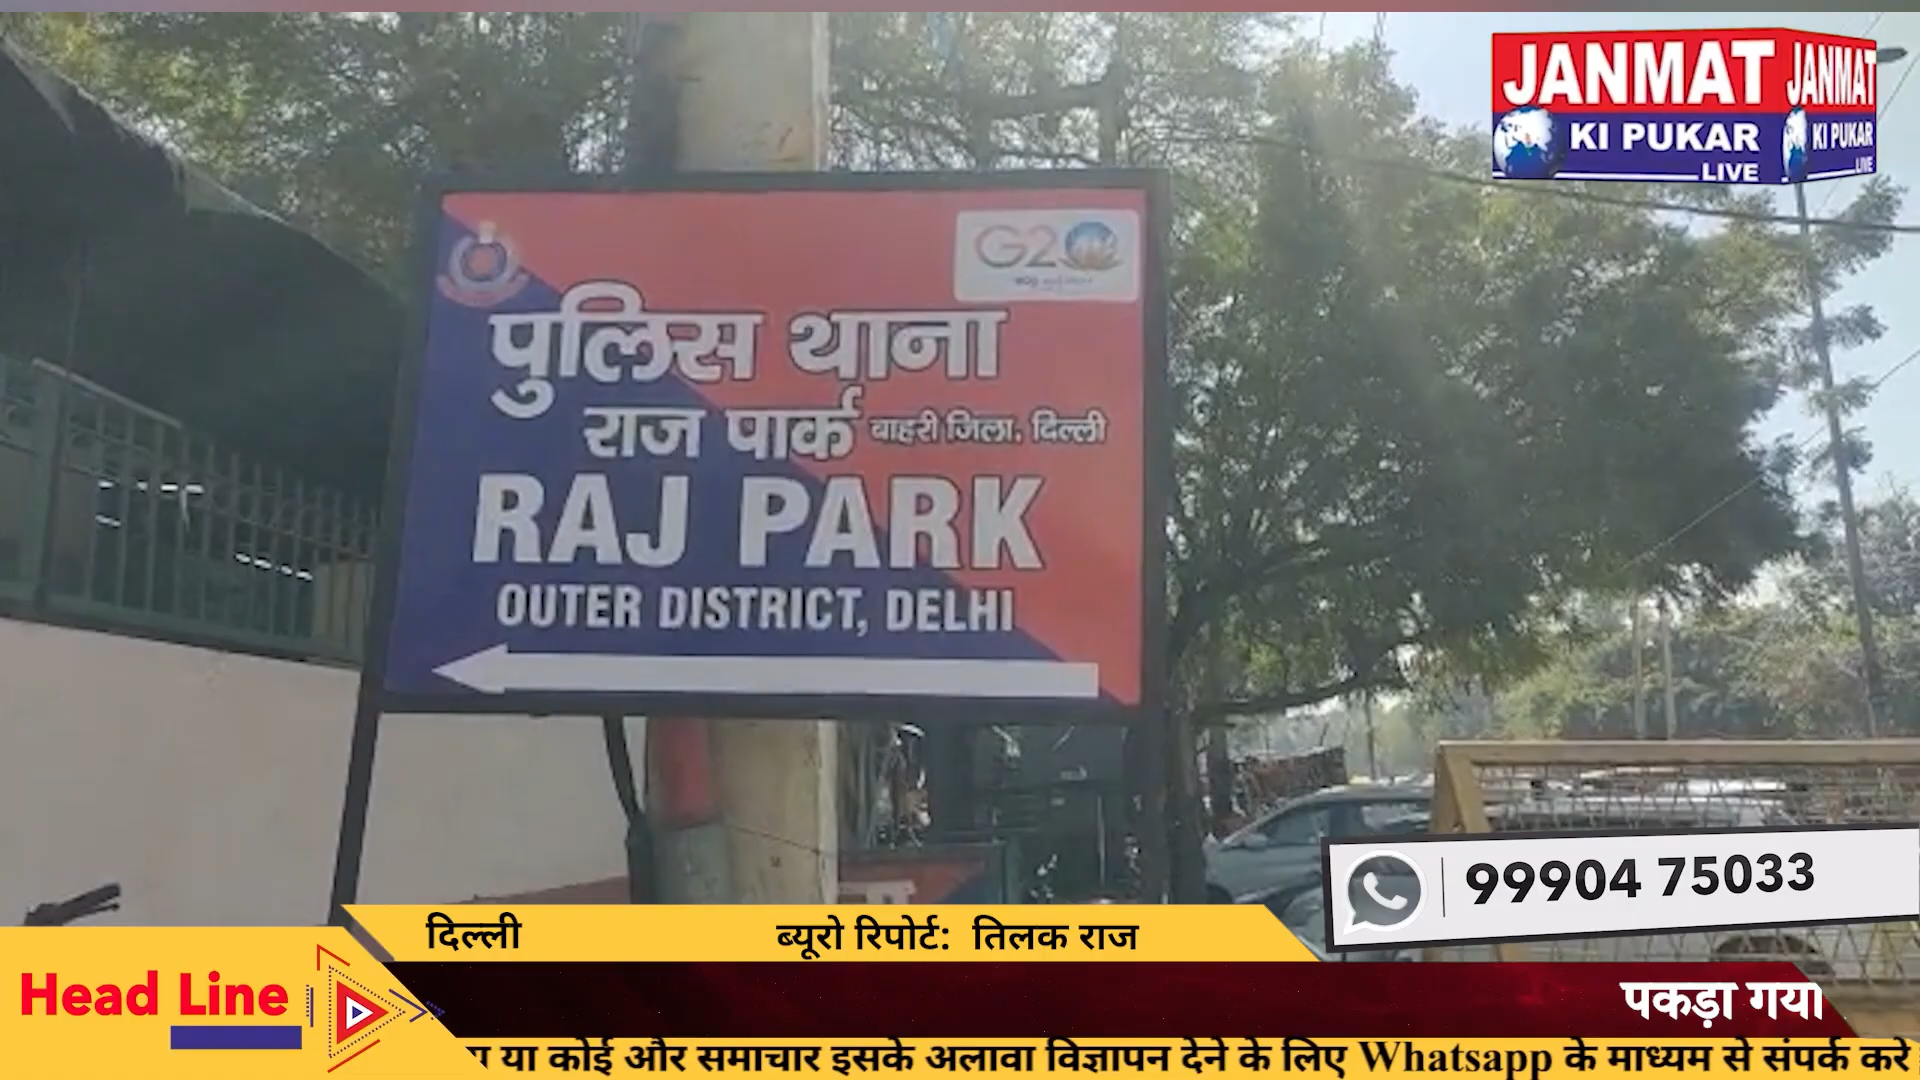 JANMAT JANMAT
KI PUKAR KI PUKAR
LIVE LIVE
G20
पुलिस थाना
राज पार्क बाहरी जिला, दिल्ली
RAJ PARK
OUTER DISTRICT, DELHI
99904 75033
दिल्ली ब्यूरो रिपोर्ट: तिलक राज
Head Line
पकड़ा गया
या कोई और समाचार इसके अलावा विज्ञापन देने के लिए Whatsapp के माध्यम से संपर्क करे